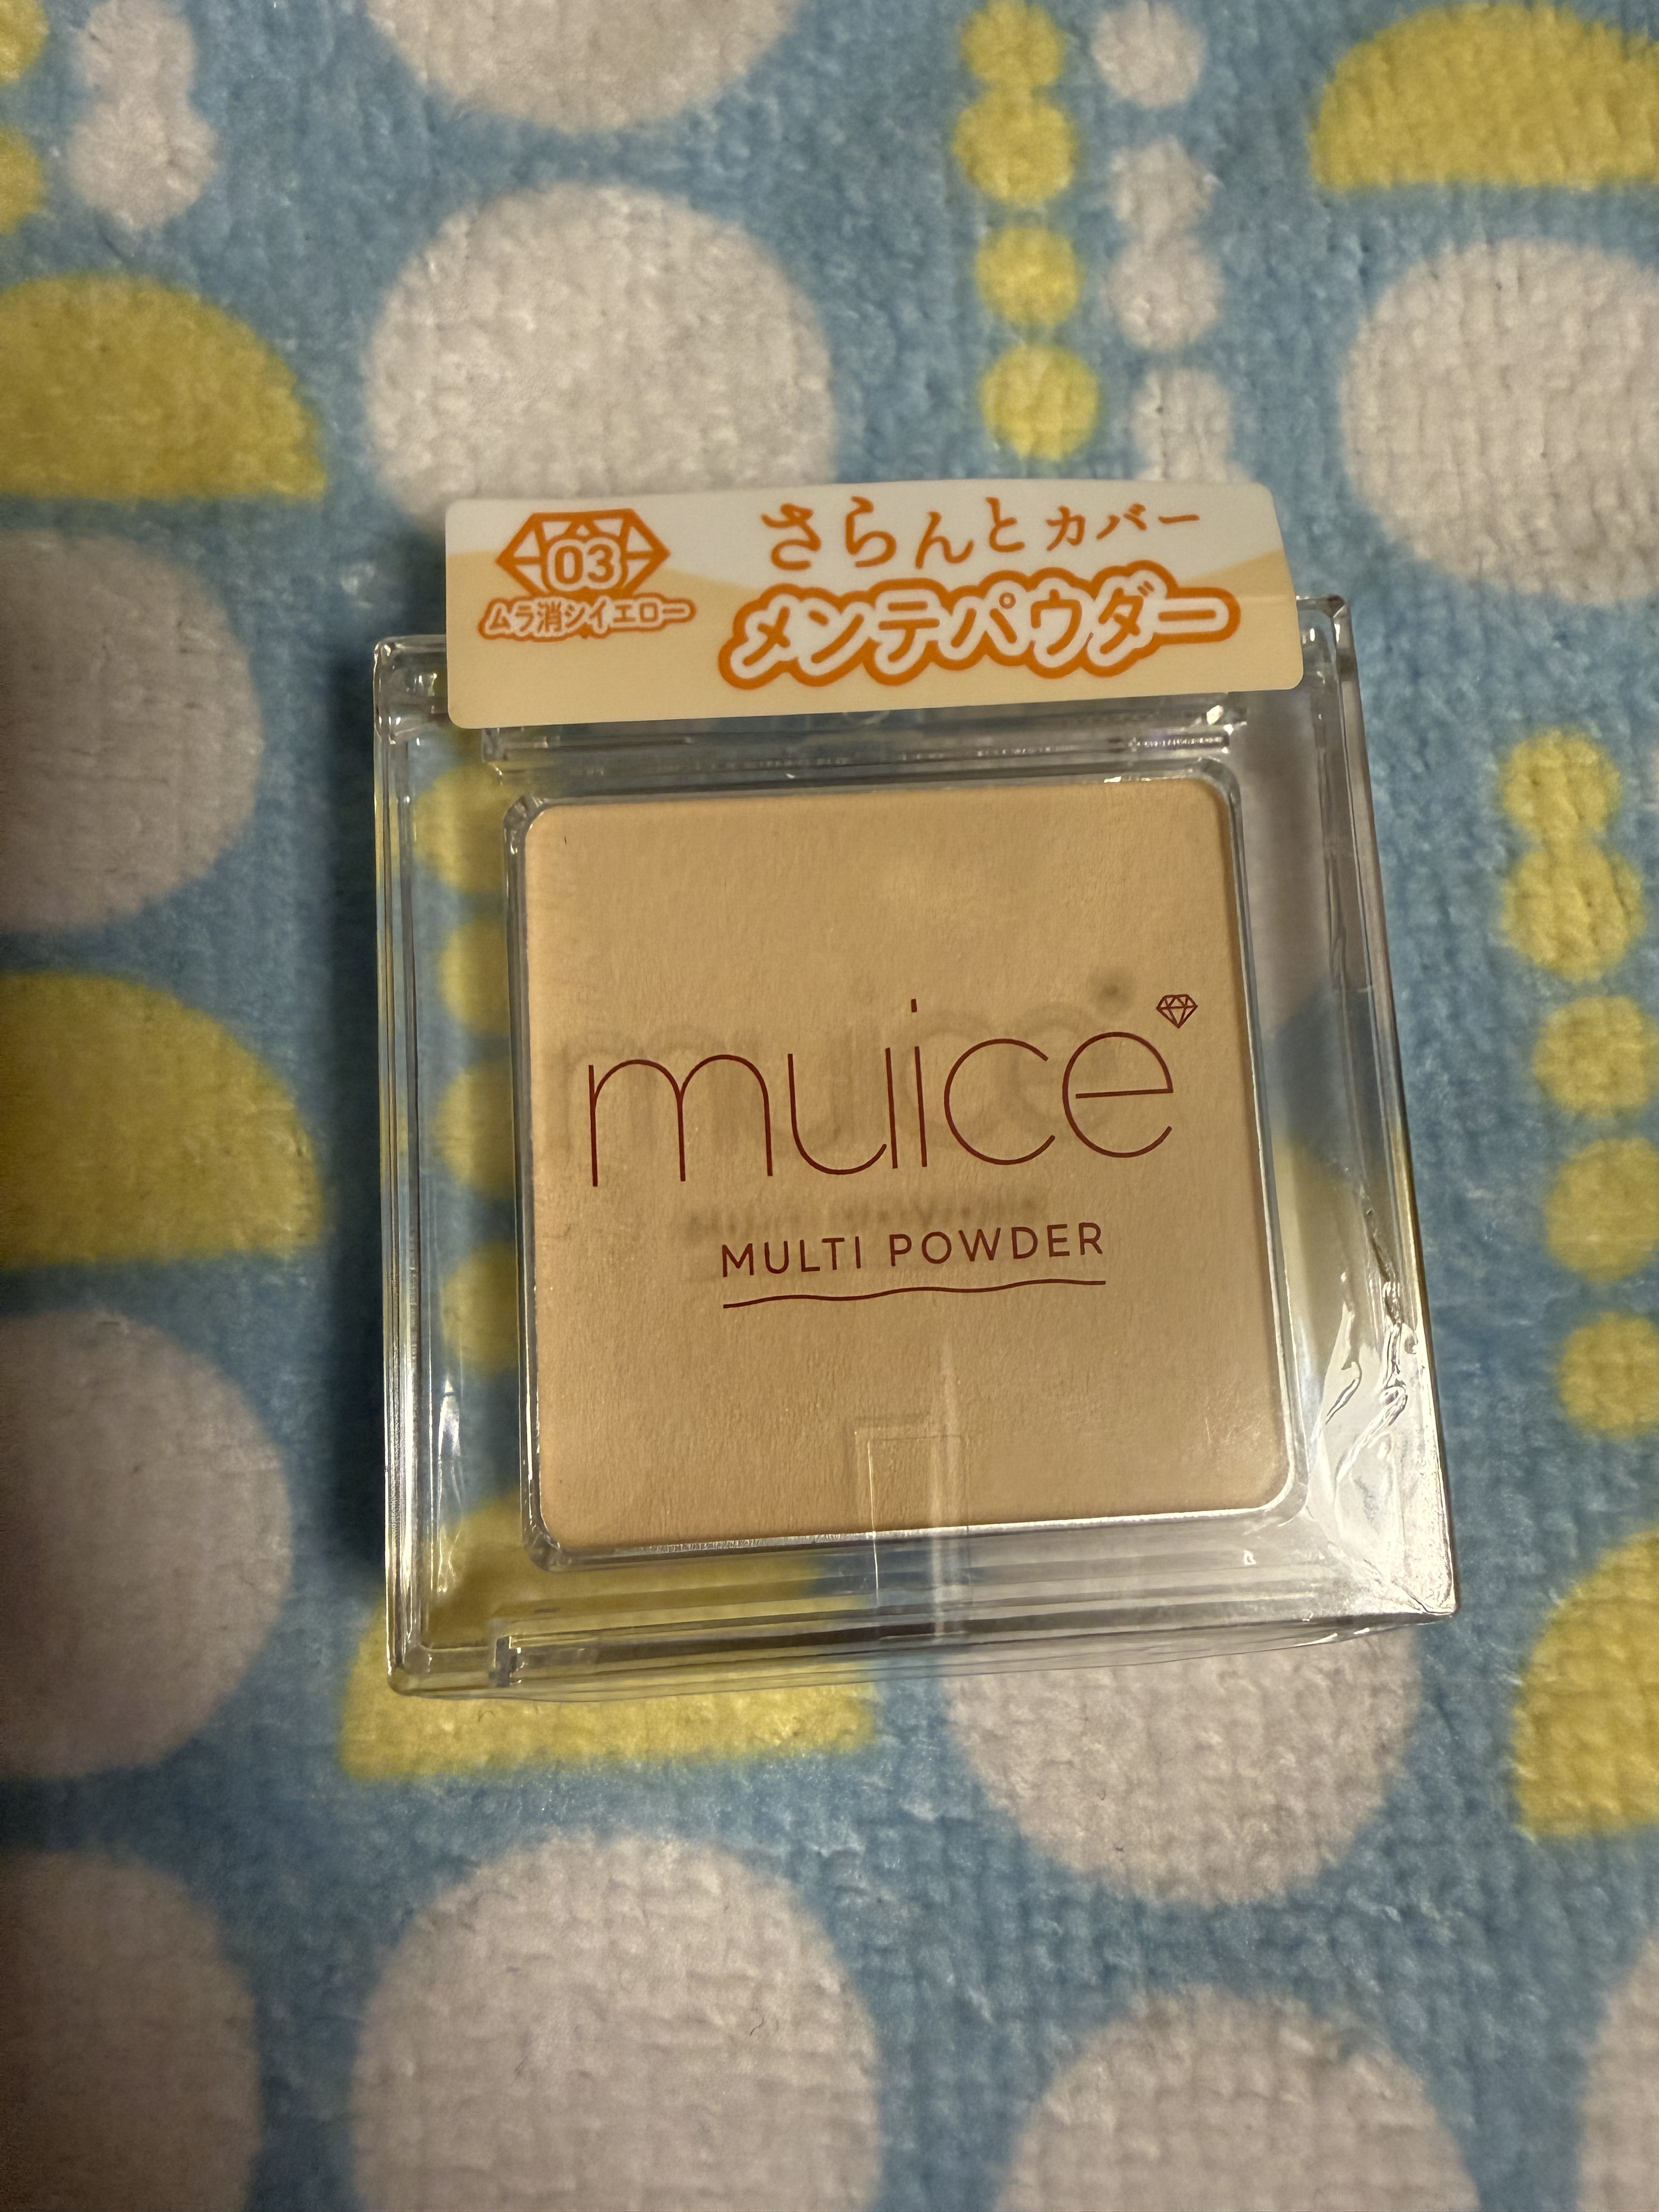 03
ムラ消シイエロー
さらんとカバー
メンテパウダー
muice
MULTI POWDER